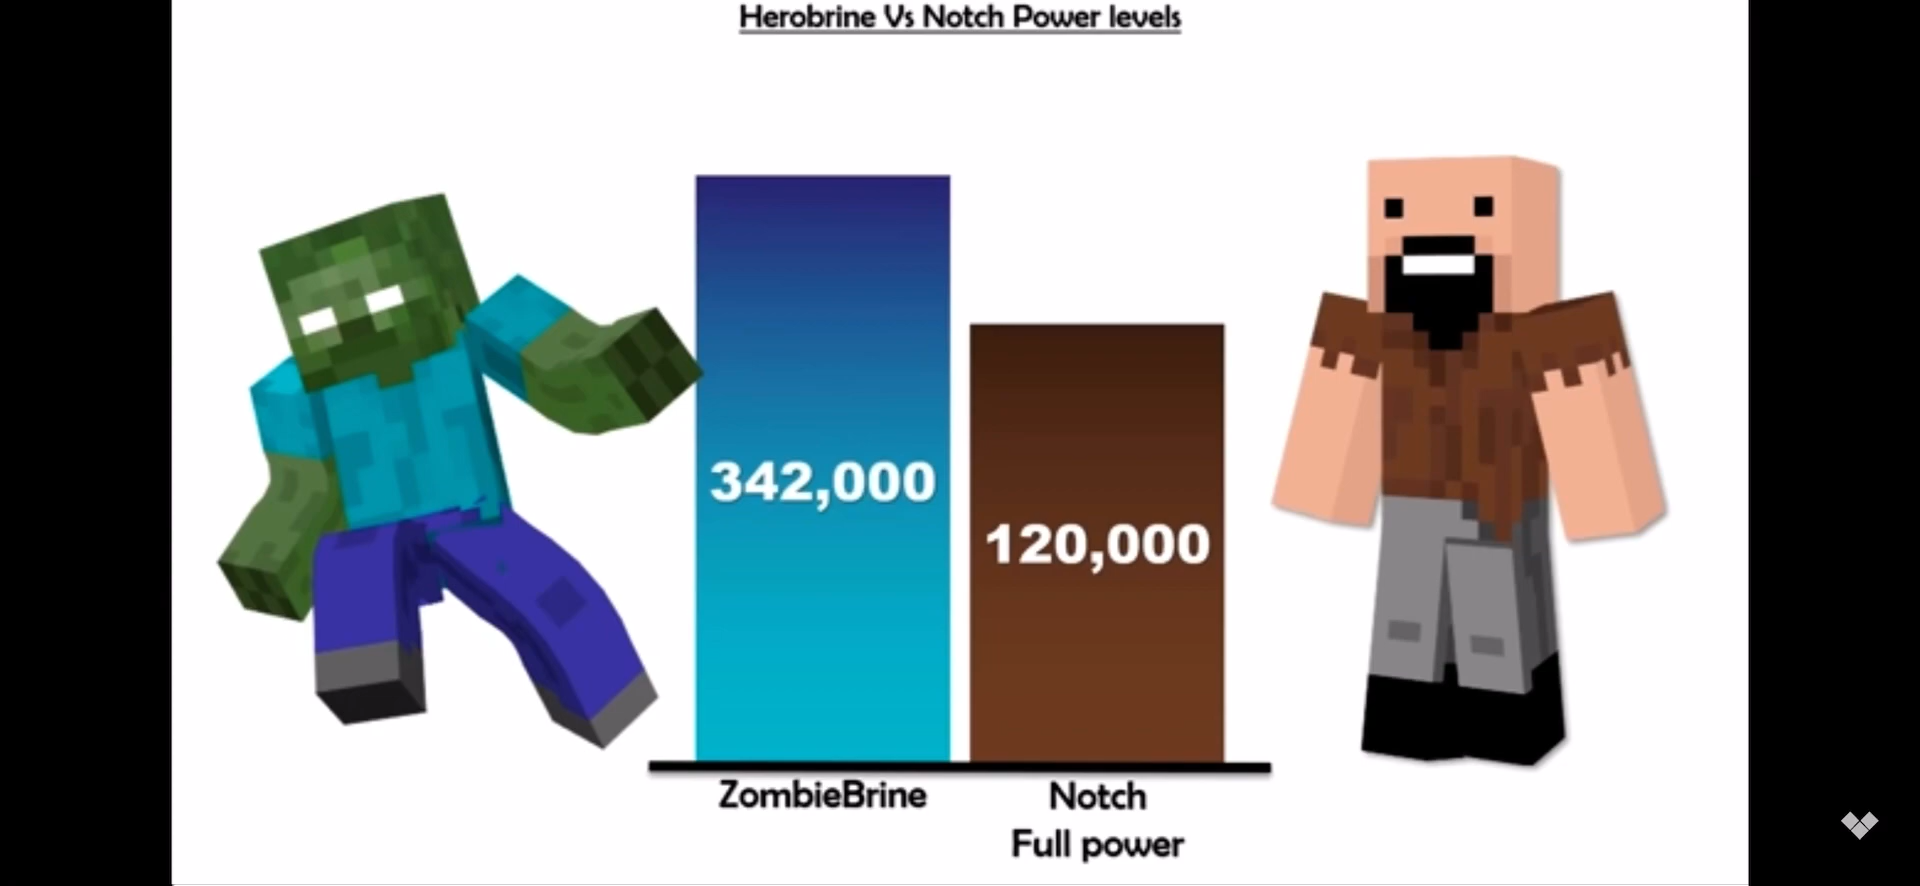 Herobrine Vs Notch Power levels
342,000
120,000
ZombieBrine
Notch
Full power